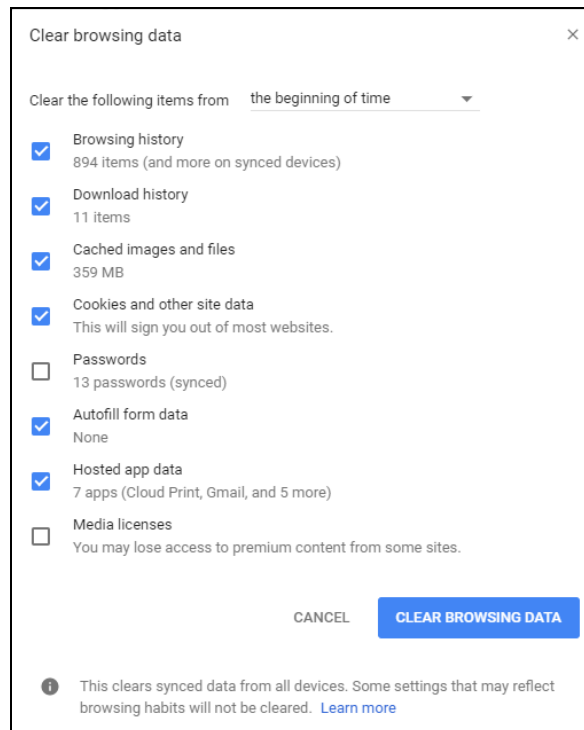 Clear browsing data
Clear the following items from the beginning of time
Browsing history
894 items (and more on synced devices)
Download history
11 items
Cached images and files
359 MB
Cookies and other site data
This will sign you out of most websites.
Passwords
13 passwords (synced)
Autofill form data
None
Hosted app data
7 apps (Cloud Print, Gmail, and 5 more)
Media licenses
You may lose access to premium content from some sites.
CANCEL CLEAR BROWSING DATA
This clears synced data from all devices. Some settings that may reflect
browsing habits will not be cleared. Learn more